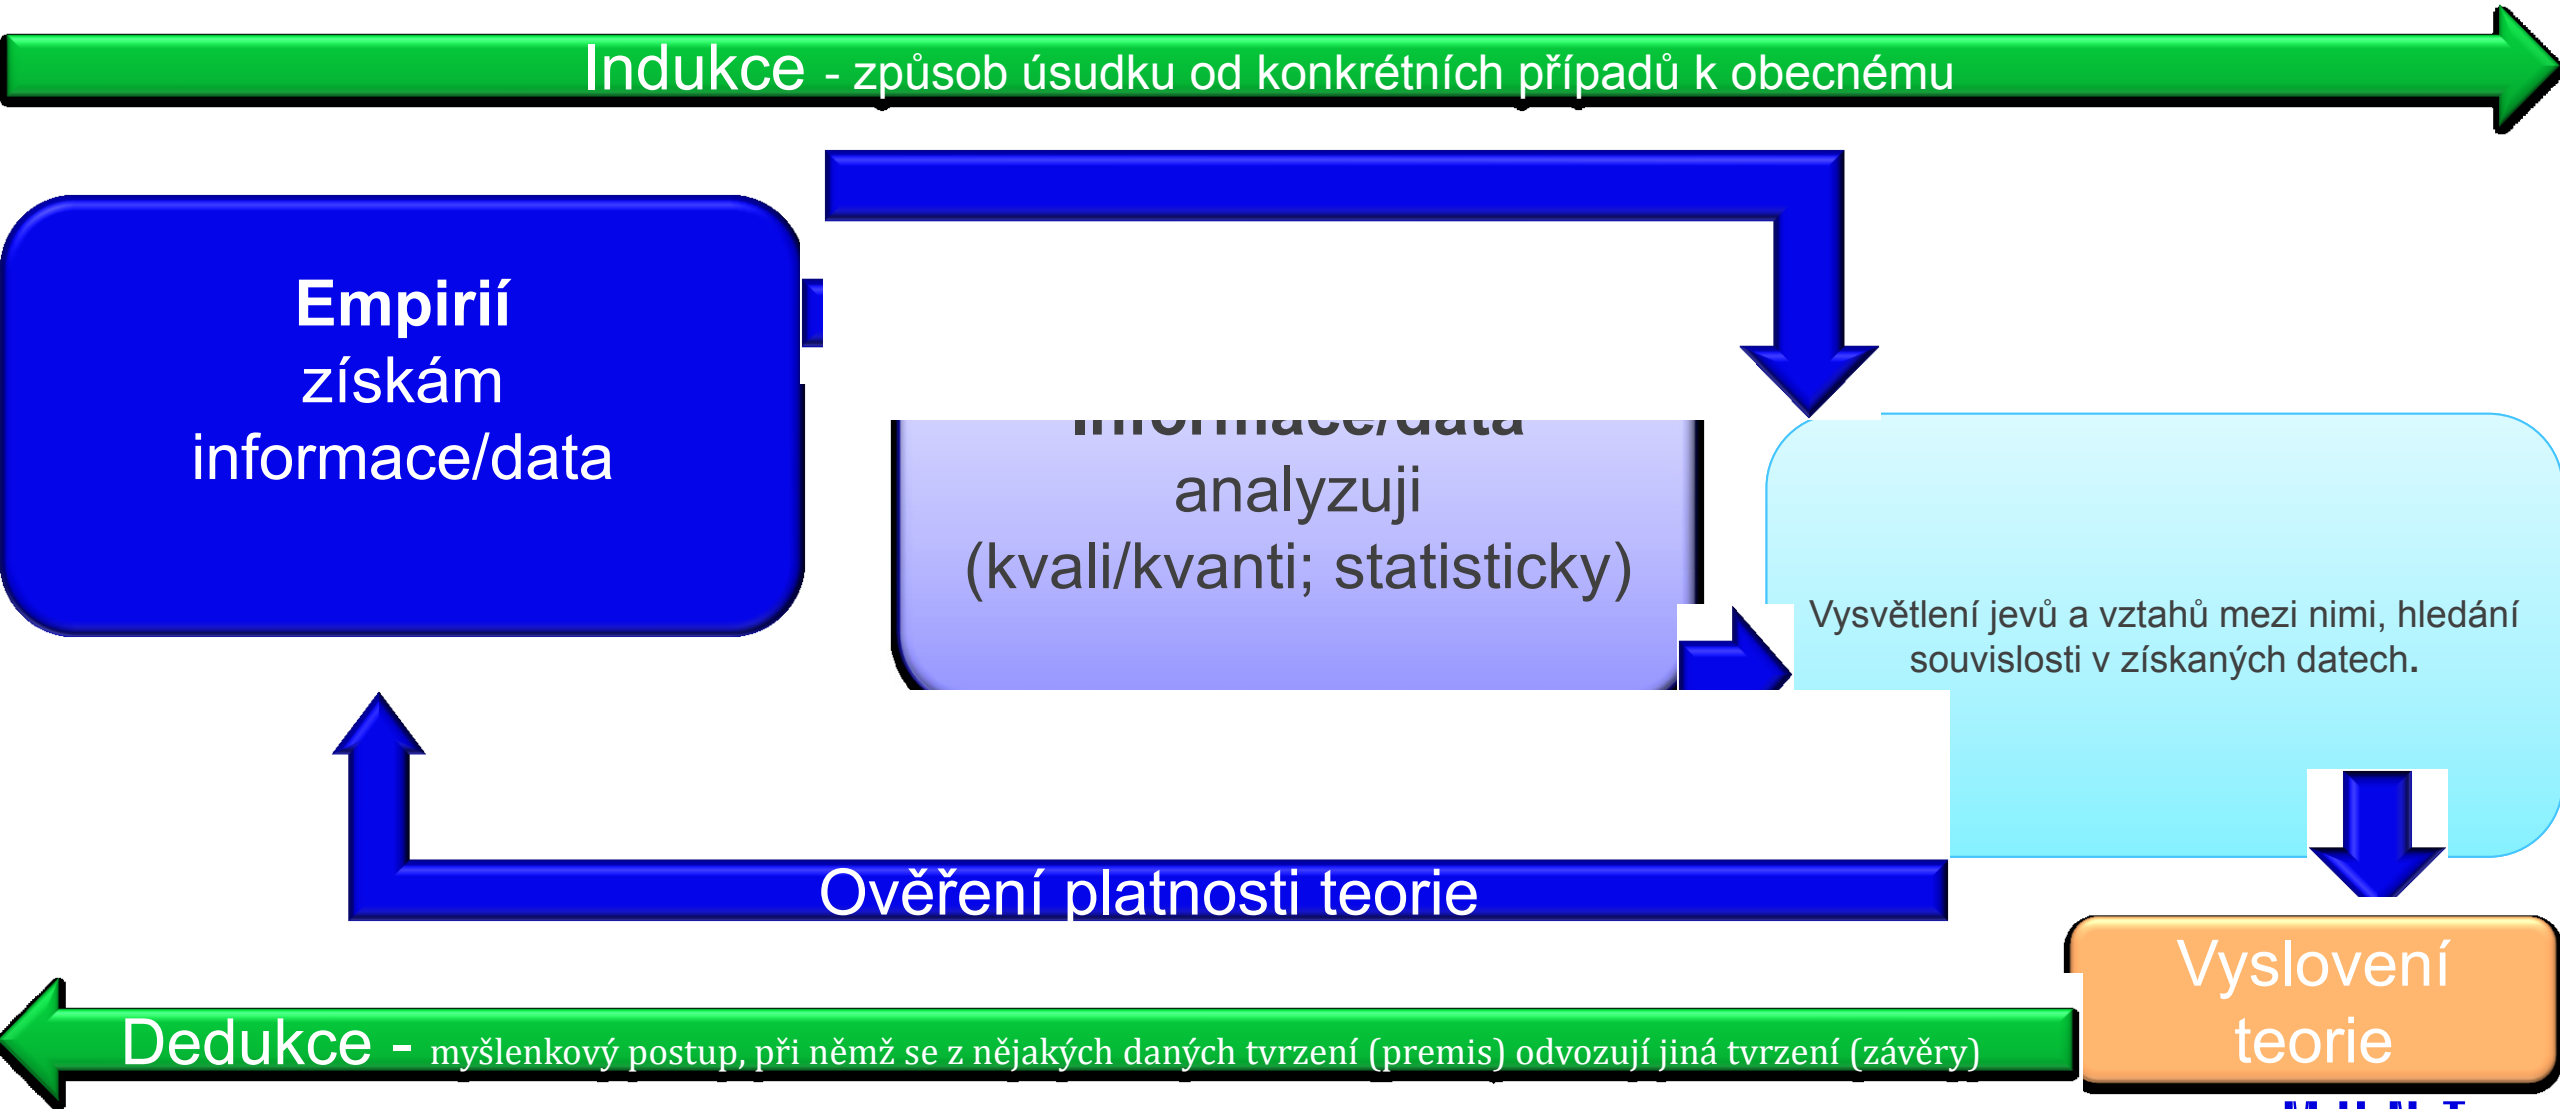 Indukce - způsob úsudku od konkrétních případů k obecnému
Empirií
získám
informace/data
informace/data
analyzuji
(kvali/kvanti; statisticky)
Vysvětlení jevů a vztahů mezi nimi, hledání
souvislosti v získaných datech.
Ověření platnosti teorie
Vyslovení
teorie
Dedukce - myšlenkový postup, při němž se z nějakých daných tvrzení (premis) odvozují jiná tvrzení (závěry)